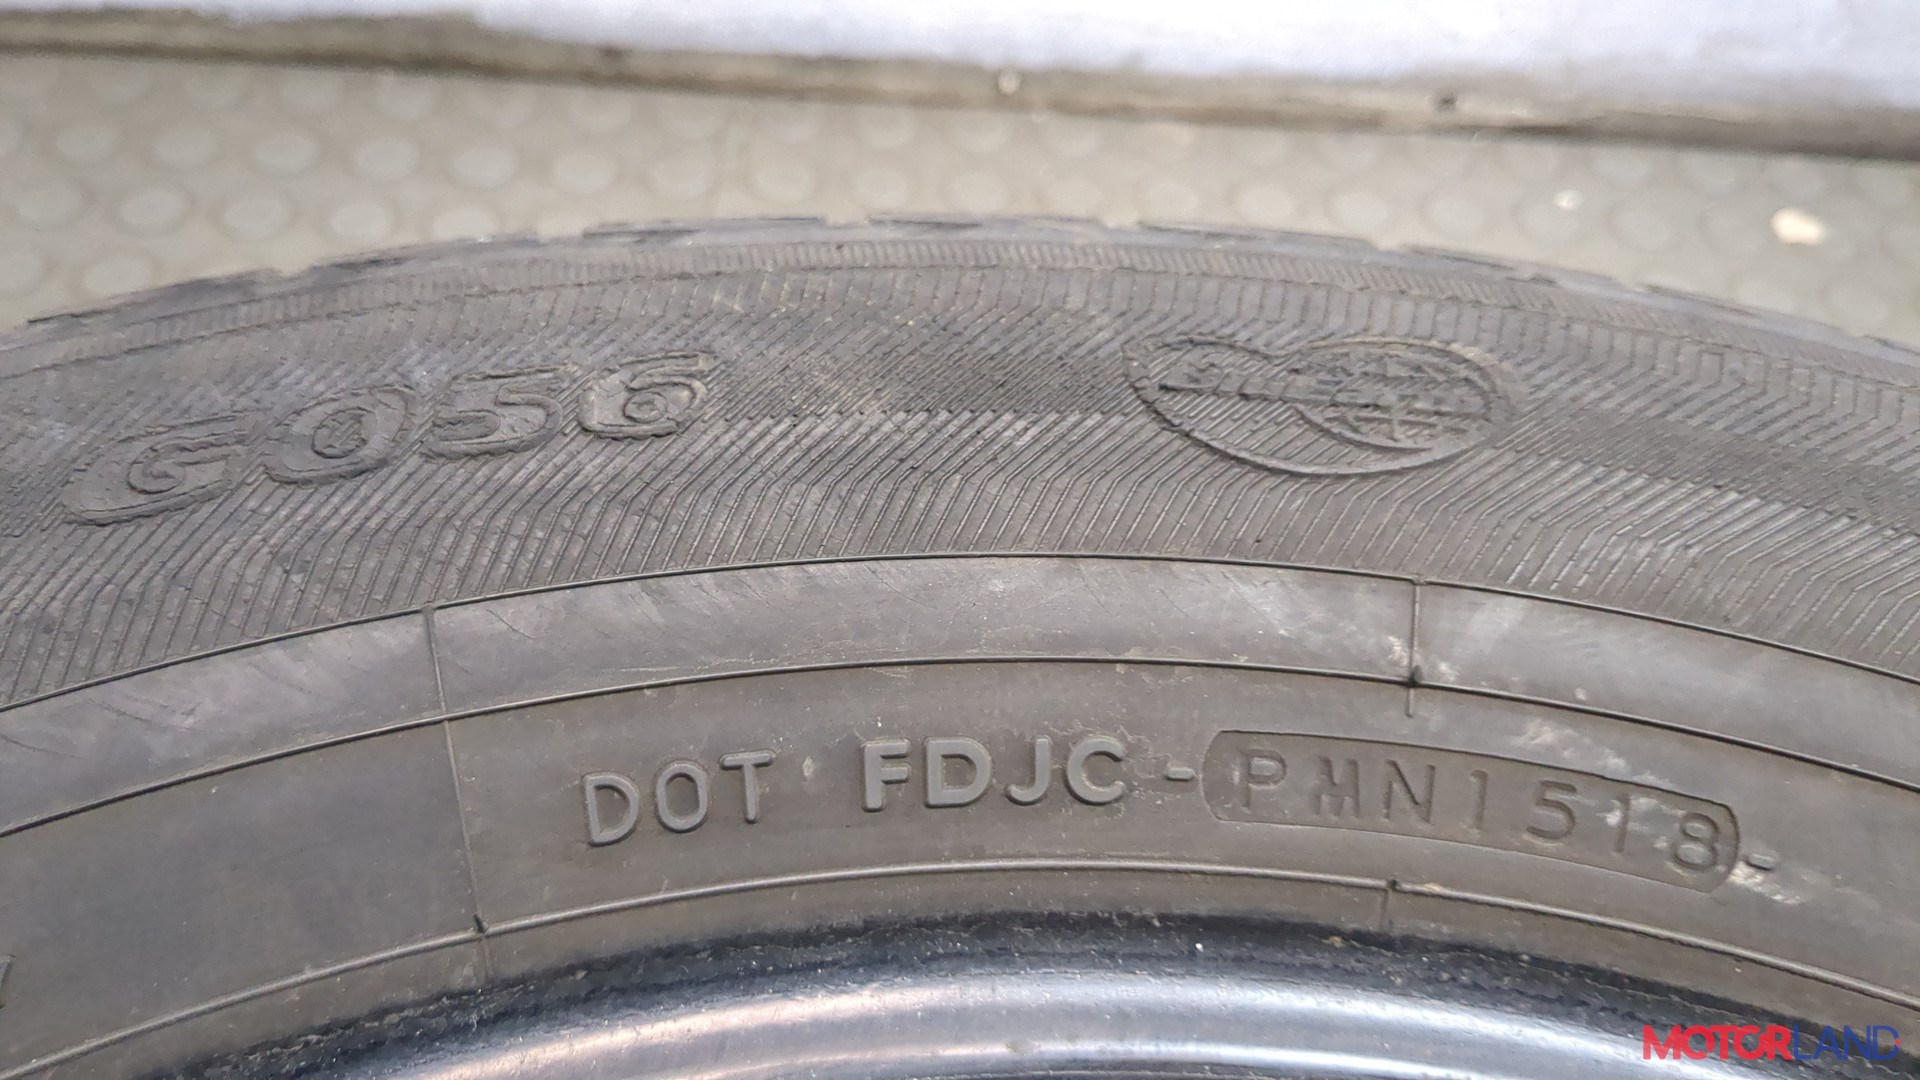 G056
DOT FDJC-PMN1518-
MOTORLAND